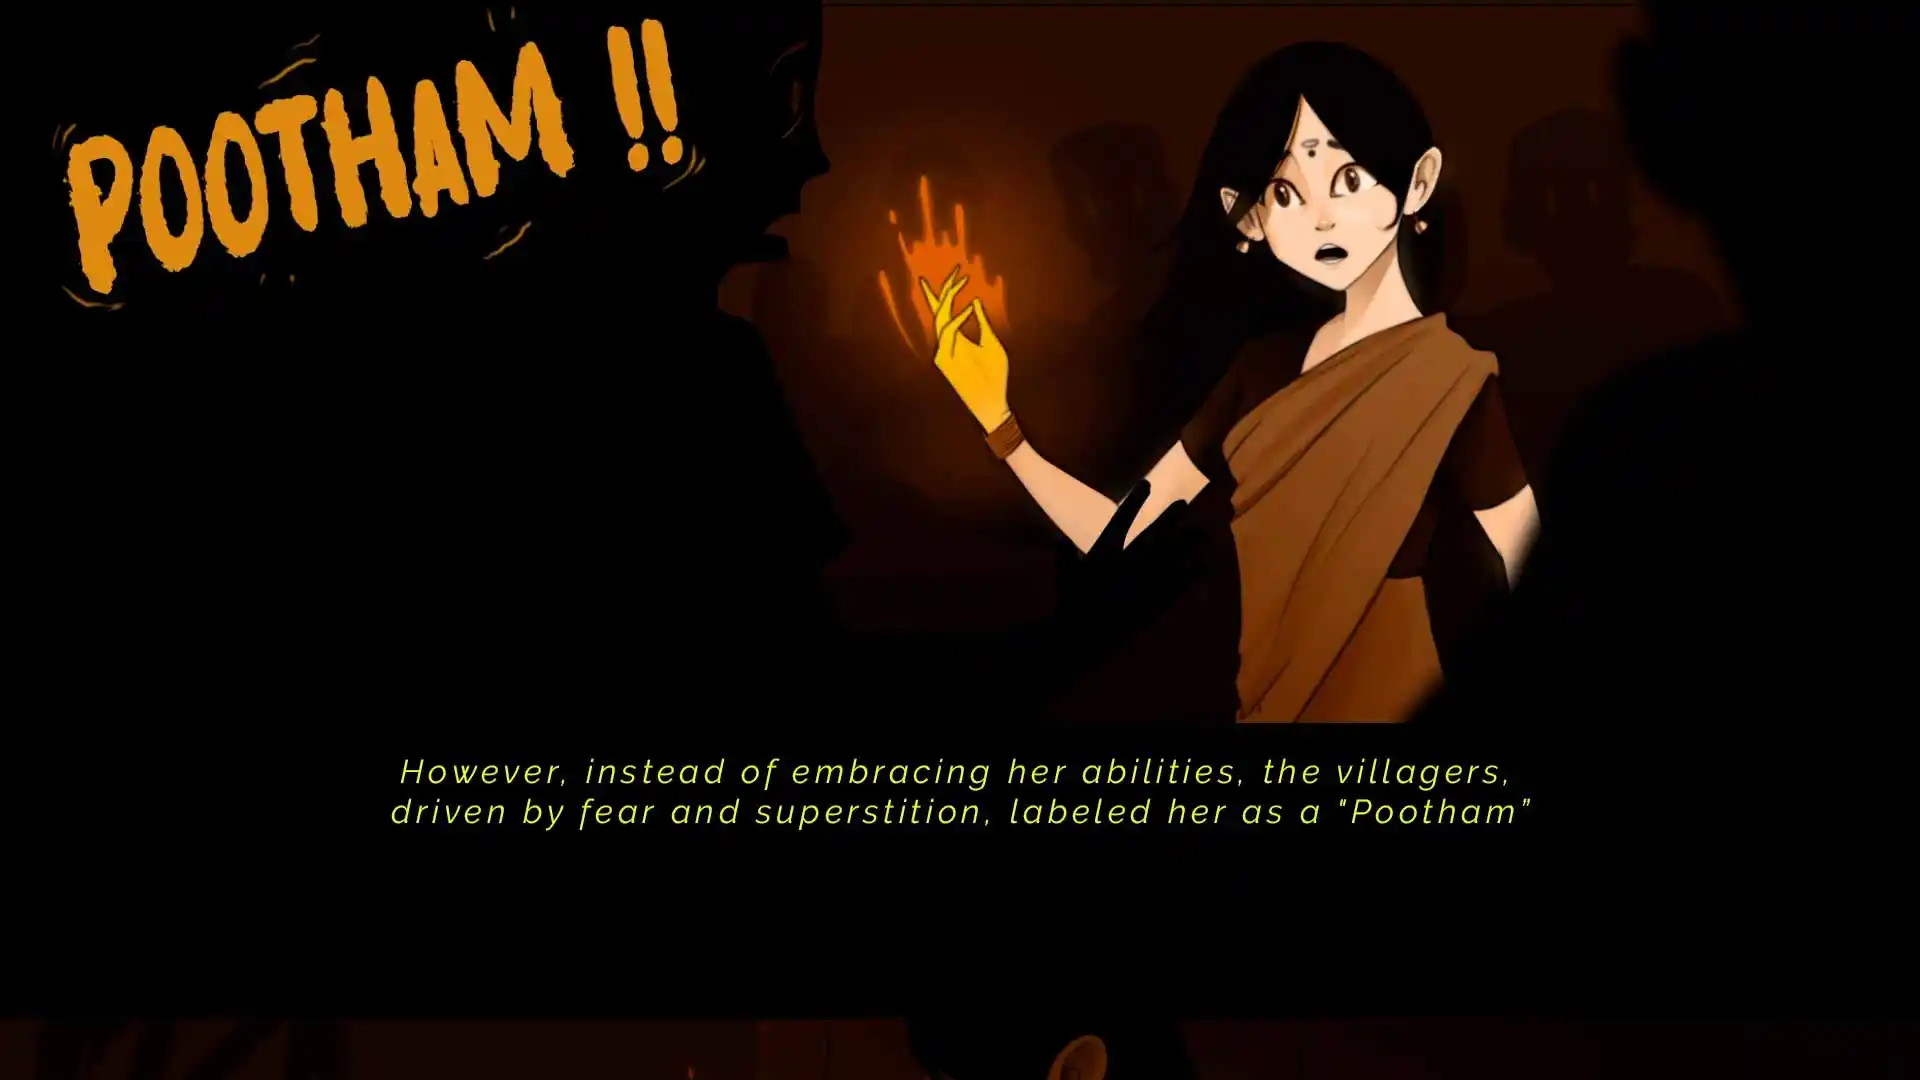 POOTHAM !!
However, instead of embracing her abilities, the villagers,
driven by fear and superstition, labeled her as a "Pootham”